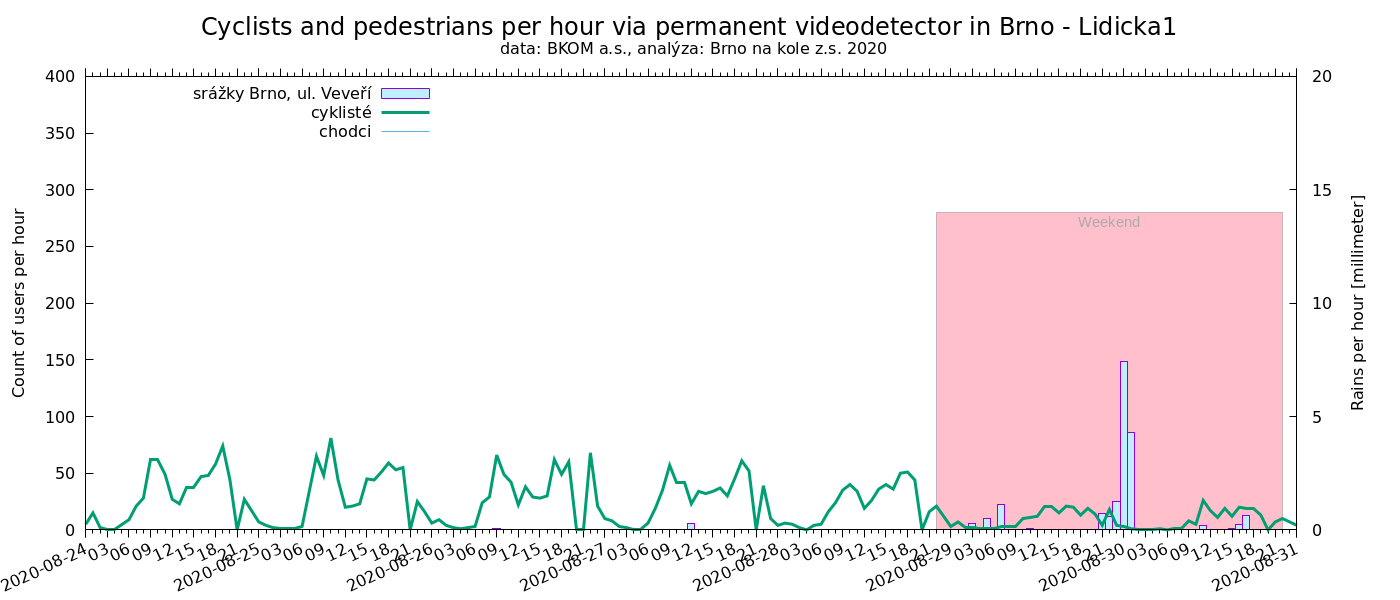 Cyclists and pedestrians per hour via permanent videodetector in Brno - Lidicka1
data: BKOM a.s., analýza: Brno na kole z.s. 2020
srážky Brno, ul. Veveří
cyklisté
chodci
Weekend
Count of users per hour
400
350
300
250
200
150
100
50
0
Rains per hour [millimeter]
20
15
10
5
0
2020-08-24 03 06 09 12 15 18 21 2020-08-25 03 06 09 12 15 18 21 2020-08-26 03 06 09 12 15 18 21 2020-08-27 03 06 09 12 15 18 21 2020-08-28 03 06 09 12 15 18 21 2020-08-29 03 06 09 12 15 18 21 2020-08-30 03 06 09 12 15 18 21 2020-08-31